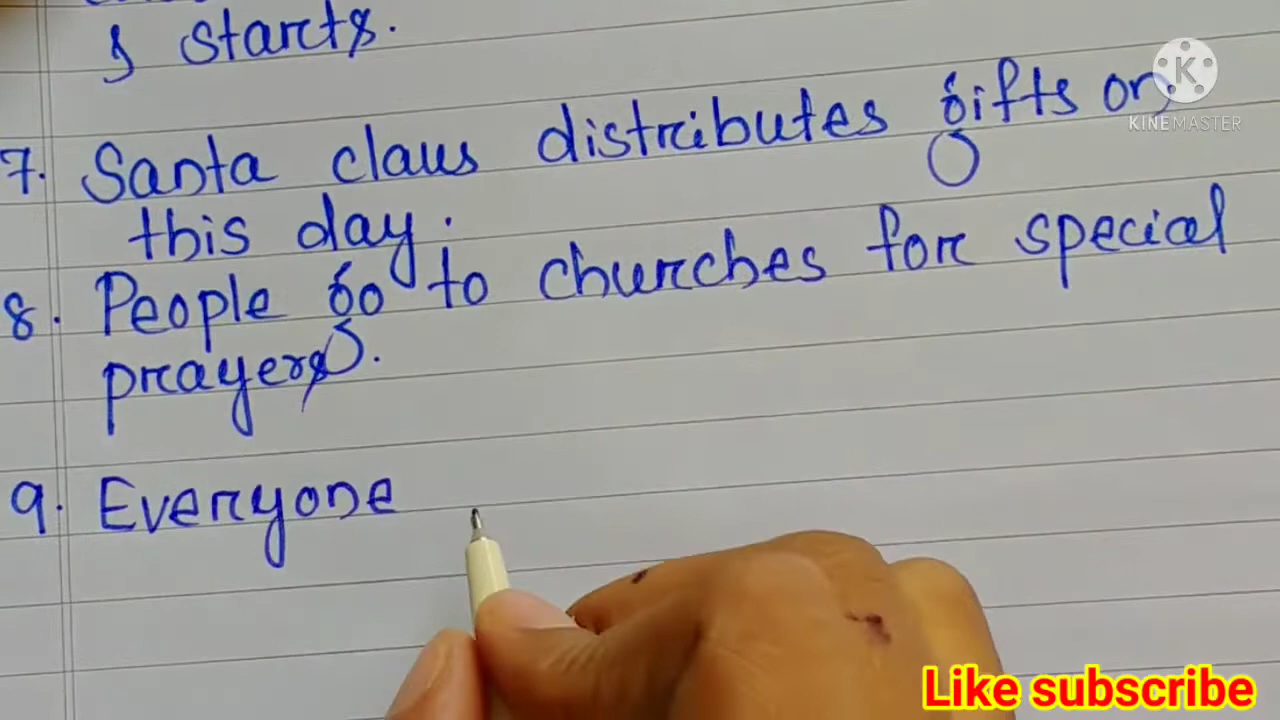 & starts.
7. Santa claus distributes gifts on
this day.
8. People go to churches for special
prayers.
9. Everyone
KINEMASTER
Like subscribe